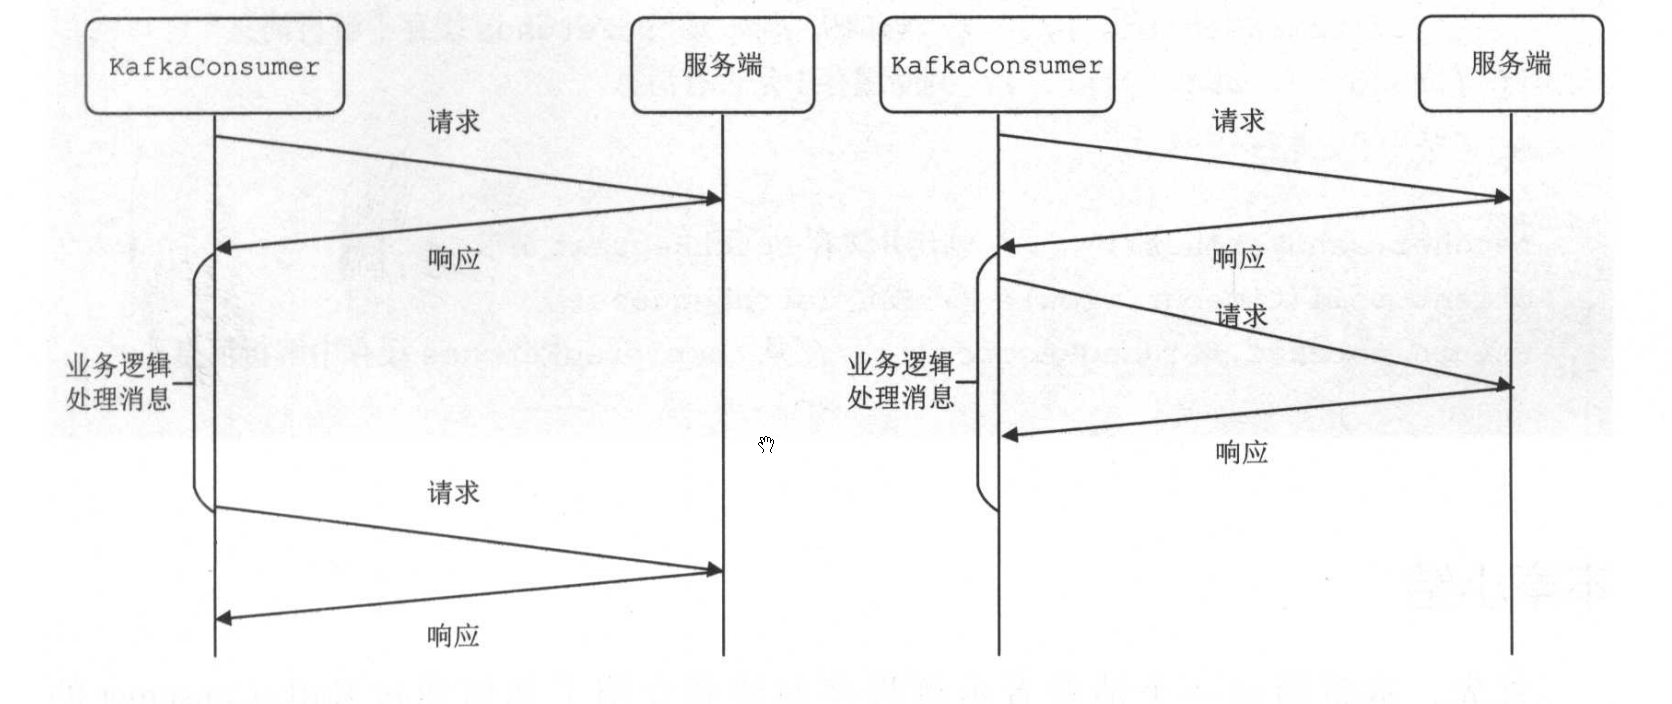 KafkaConsumer
服务端
请求
响应
业务逻辑
处理消息
请求
响应
KafkaConsumer
服务端
请求
响应
请求
业务逻辑
处理消息
响应